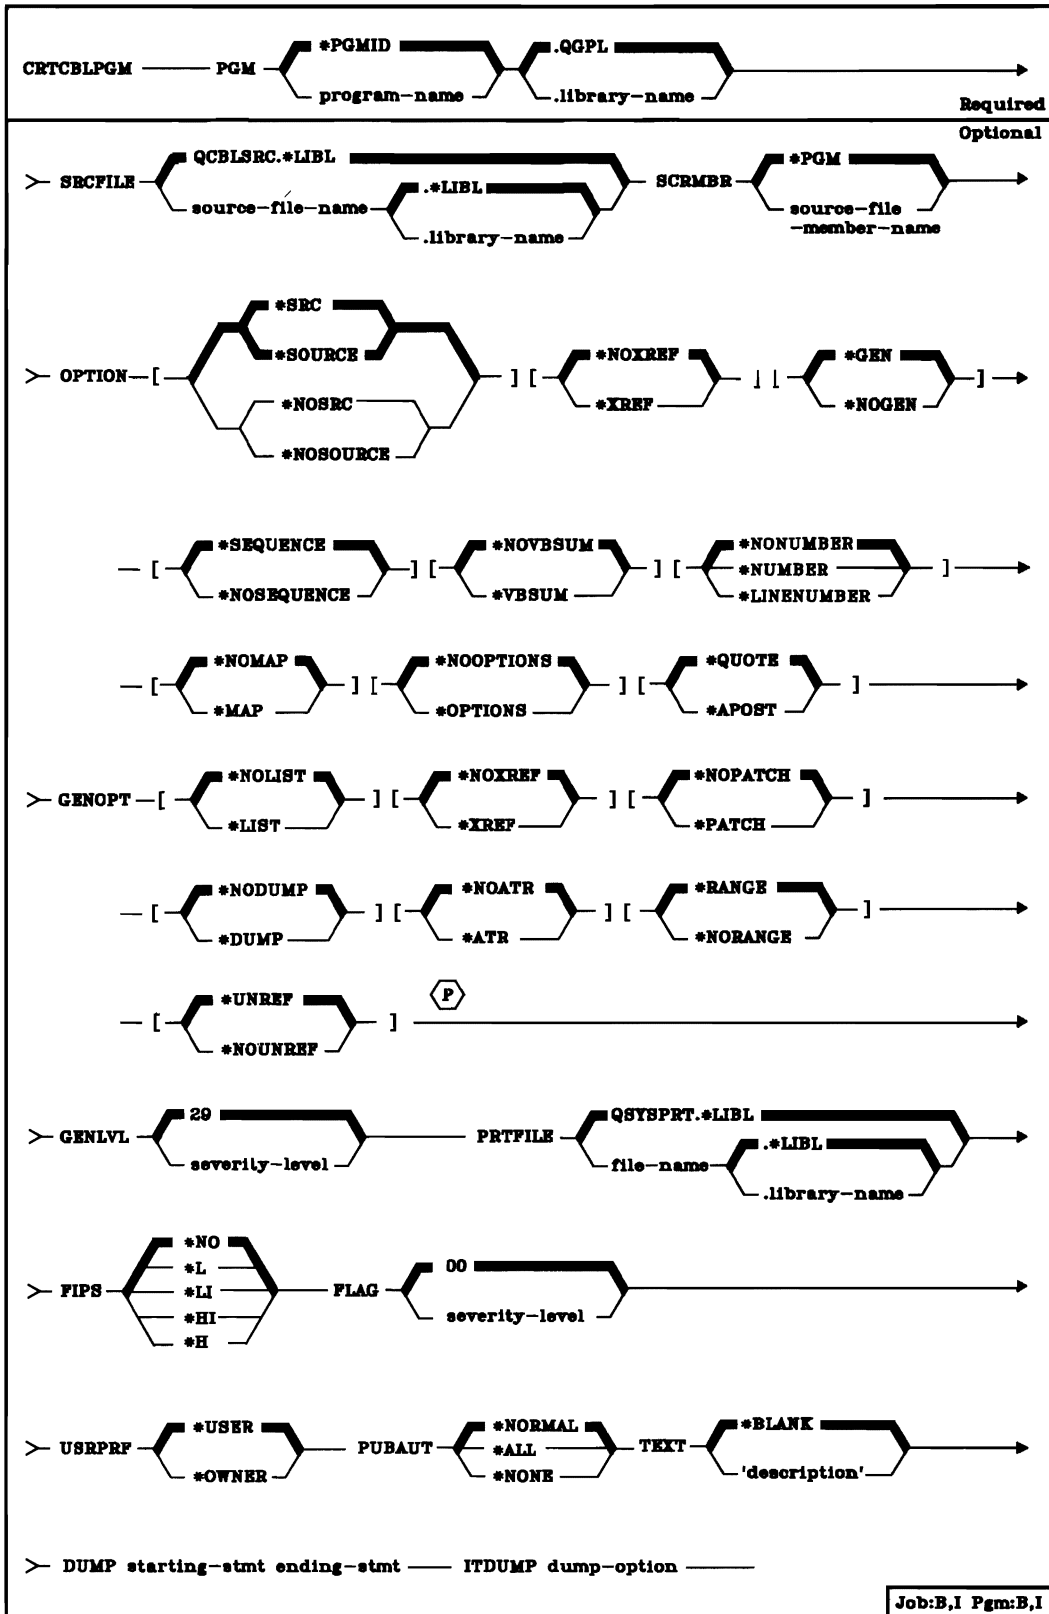 *PGMID .QGPL
CRTCBLPGM PGM
program-name .library-name
Required
Optional
QCBLSRC.*LIBL *PGM
SRCFILE .*LIBL SCRMBR
source-file-name source-file
.library-name -member-name
*SRC
*SOURCE *NOXREF *GEN
OPTION [ ] [ ] [ ]
*NOSRC *XREF *NOGEN
*NOSOURCE
*SEQUENCE *NOVBSUM *NONUMBER
[ ] [ ] [ *NUMBER ]
*NOSEQUENCE *VBSUM *LINENUMBER
*NOMAP *NOOPTIONS *QUOTE
[ ] [ ] [ ]
*MAP *OPTIONS *APOST
*NOLIST *NOXREF *NOPATCH
GENOPT [ ] [ ] [ ]
*LIST *XREF *PATCH
*NODUMP *NOATR *RANGE
[ ] [ ] [ ]
*DUMP *ATR *NORANGE
*UNREF P
[ ]
*NOUNREF
29 QSYSPRT.*LIBL
GENLVL PRTFILE .*LIBL
severity-level file-name
.library-name
*NO
*L 00
FIPS *LI FLAG
*HI severity-level
*H
*USER *NORMAL *BLANK
USRPRF PUBAUT *ALL TEXT
*OWNER *NONE 'description'
DUMP starting-stmt ending-stmt ITDUMP dump-option
Job:B,I Pgm:B,I